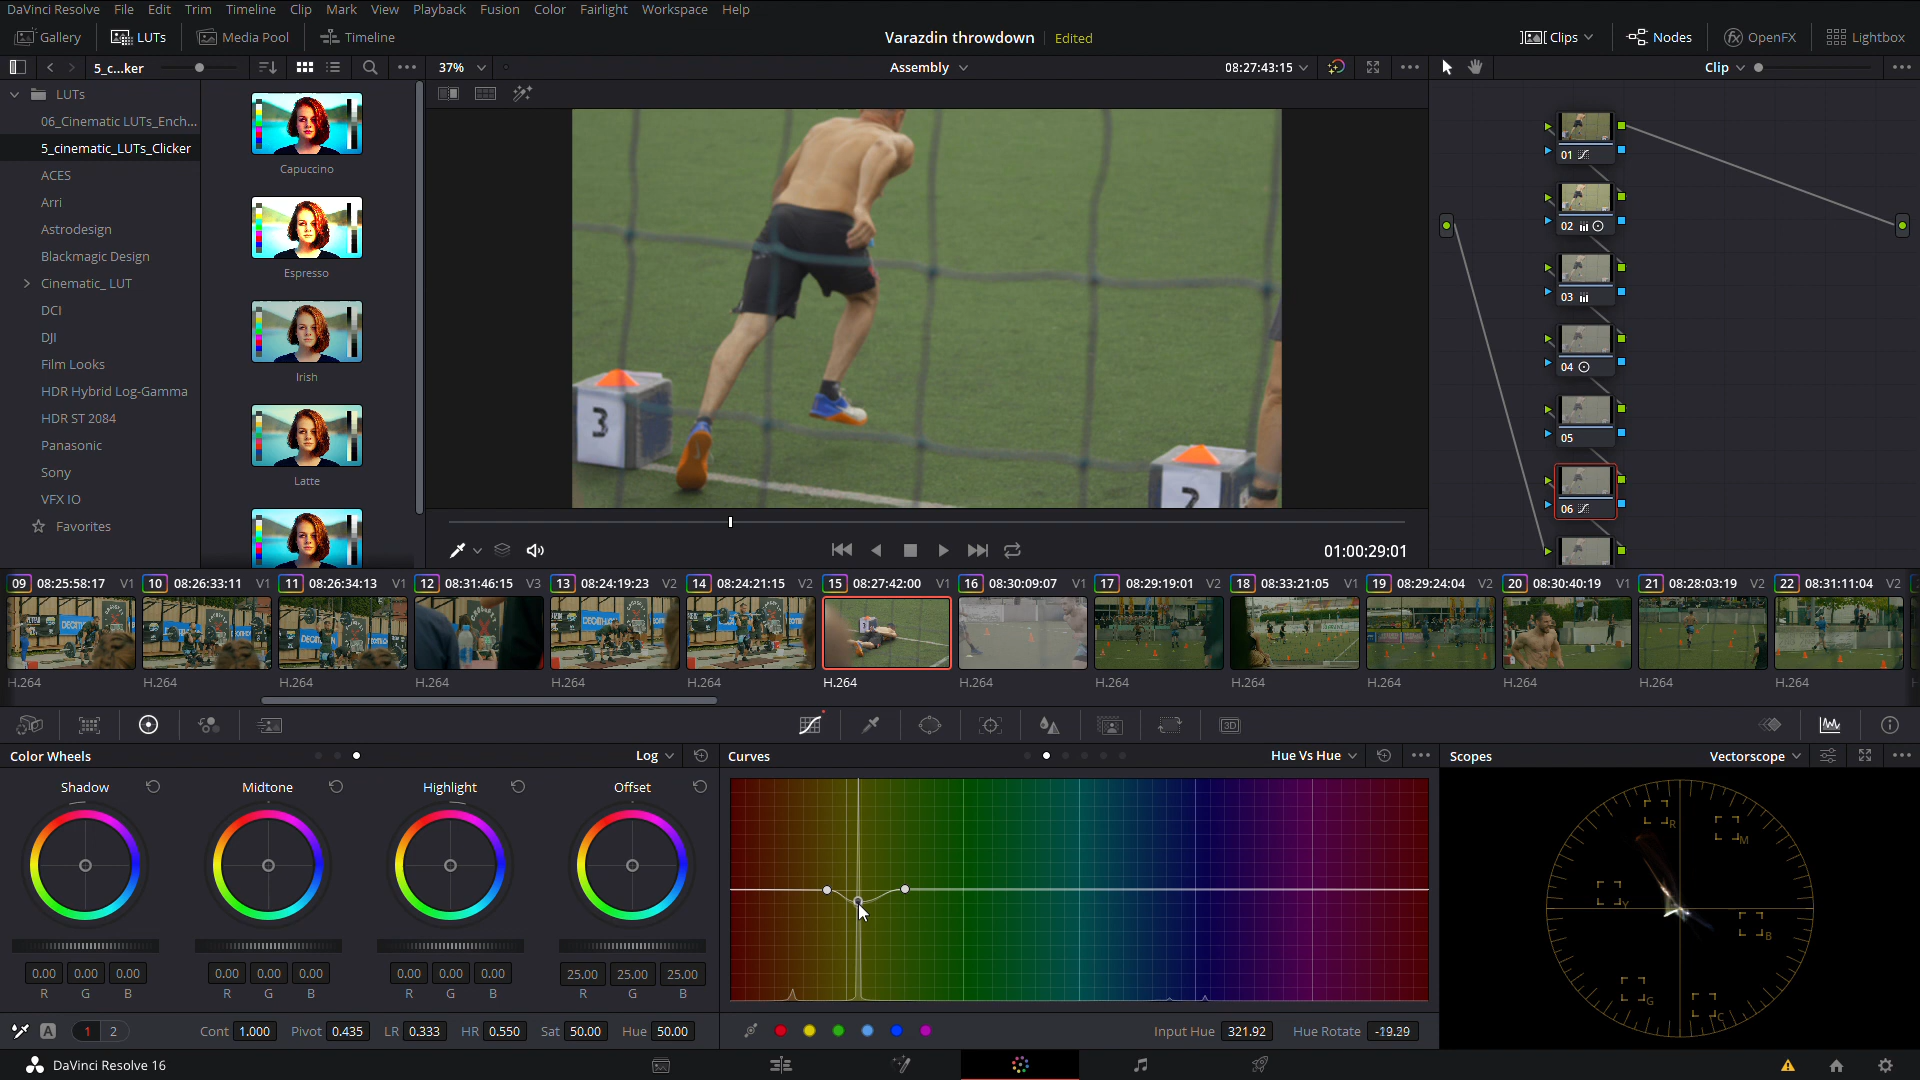 DaVinci Resolve File Edit Trim Timeline Clip Mark View Playback Fusion Color Fairlight Workspace Help
Gallery LUTs Media Pool Timeline
Varazdin throwdown Edited
Clips Nodes OpenFX Lightbox
5_c...ker
37%
Assembly
08:27:43:15
Clip
LUTs
06_Cinematic LUTs_Ench...
5_cinematic_LUTs_Clicker
ACES
Arri
Astrodesign
Blackmagic Design
Cinematic_ LUT
DCI
DJI
Film Looks
HDR Hybrid Log-Gamma
HDR ST 2084
Panasonic
Sony
VFX IO
Favorites
Capuccino
Espresso
Irish
Latte
3
2
01
02
03
04
05
06
01:00:29:01
09 08:25:58:17 V1
10 08:26:33:11 V1
11 08:26:34:13 V1
12 08:31:46:15 V3
13 08:24:19:23 V2
14 08:24:21:15 V2
15 08:27:42:00 V1
16 08:30:09:07 V1
17 08:29:19:01 V2
18 08:33:21:05 V1
19 08:29:24:04 V2
20 08:30:40:19 V1
21 08:28:03:19 V2
22 08:31:11:04 V2
H.264 H.264 H.264 H.264 H.264 H.264 H.264 H.264 H.264 H.264 H.264 H.264 H.264 H.264
3D
Color Wheels
Log
Shadow Midtone Highlight Offset
0.00 0.00 0.00 0.00 0.00 0.00 0.00 0.00 0.00 25.00 25.00 25.00
R G B R G B R G B R G B
A 1 2 Cont 1.000 Pivot 0.435 LR 0.333 HR 0.550 Sat 50.00 Hue 50.00
Curves
Hue Vs Hue
Input Hue 321.92 Hue Rotate -19.29
Scopes
Vectorscope
R
M
Y
B
G
C
DaVinci Resolve 16